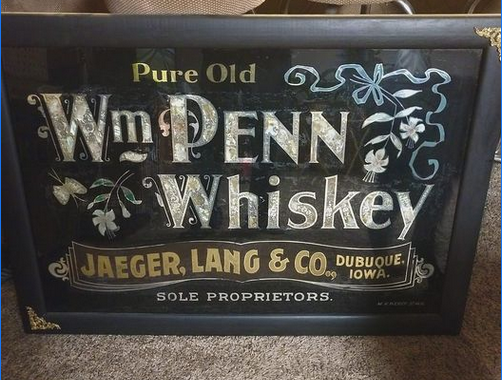 Pure Old
Wm PENN
Whiskey
JAEGER, LANG & CO., DUBUQUE, IOWA.
SOLE PROPRIETORS.